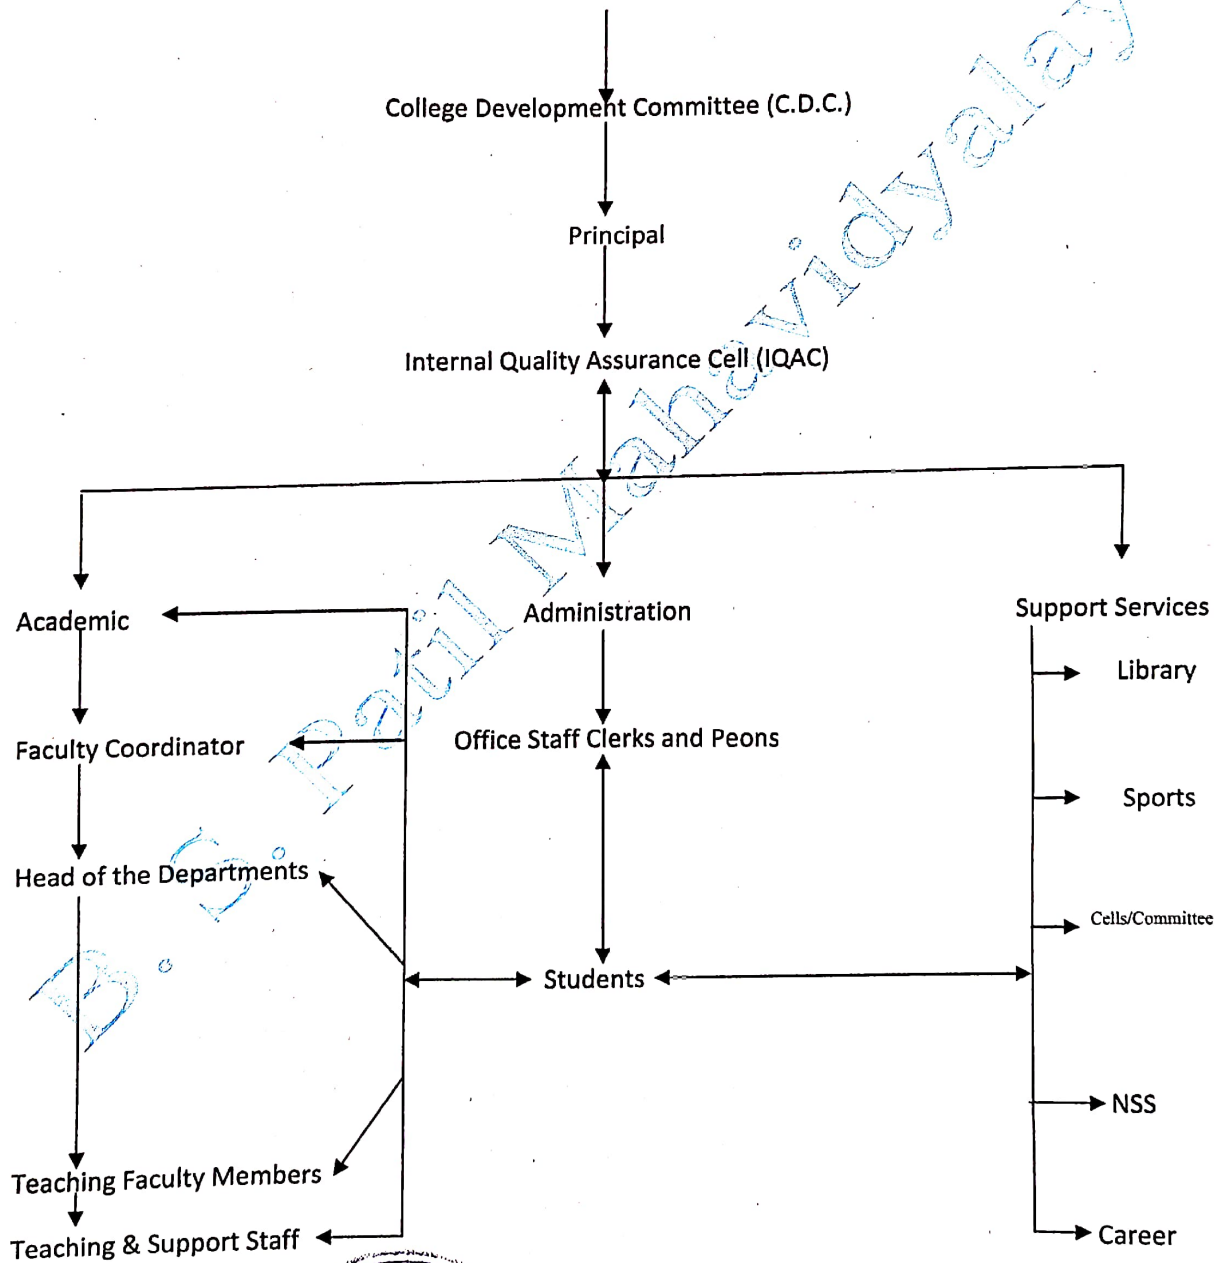 College Development Committee (C.D.C.)
Principal
Internal Quality Assurance Cell (IQAC)
Academic
Administration
Support Services
Library
Faculty Coordinator
Office Staff Clerks and Peons
Sports
Head of the Departments
Cells/Committee
Students
NSS
Teaching Faculty Members
Career
Teaching & Support Staff
B. S. Patil Mahavidyalay